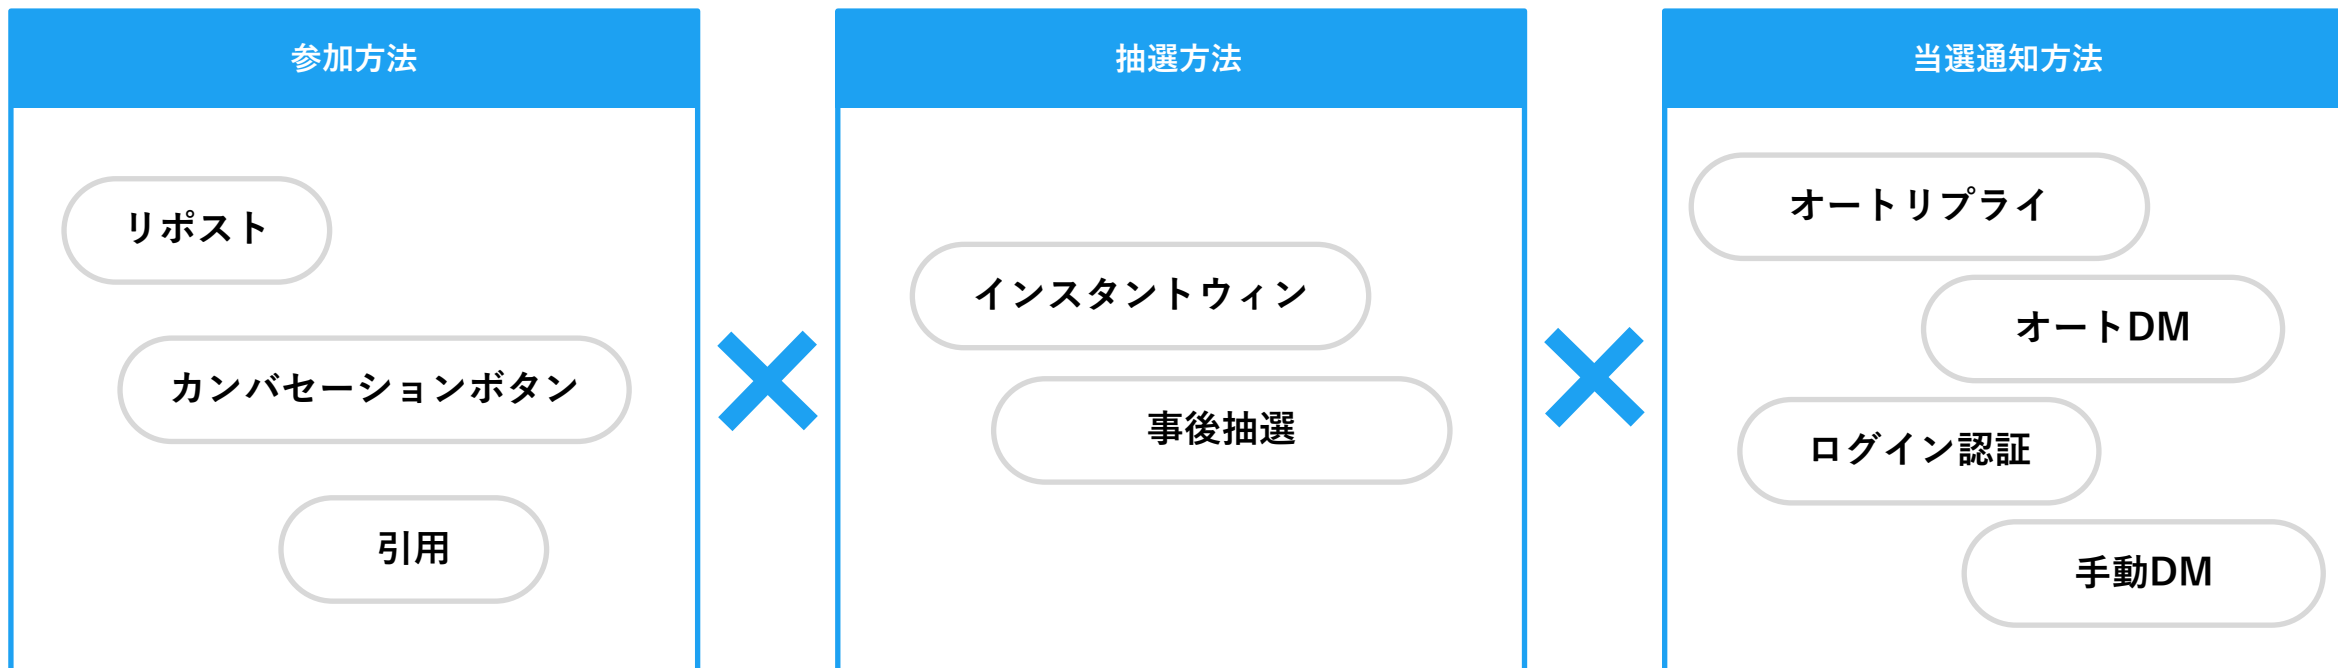 参加方法
リポスト
カンバセーションボタン
引用
抽選方法
インスタントウィン
事後抽選
当選通知方法
オートリプライ
オートDM
ログイン認証
手動DM